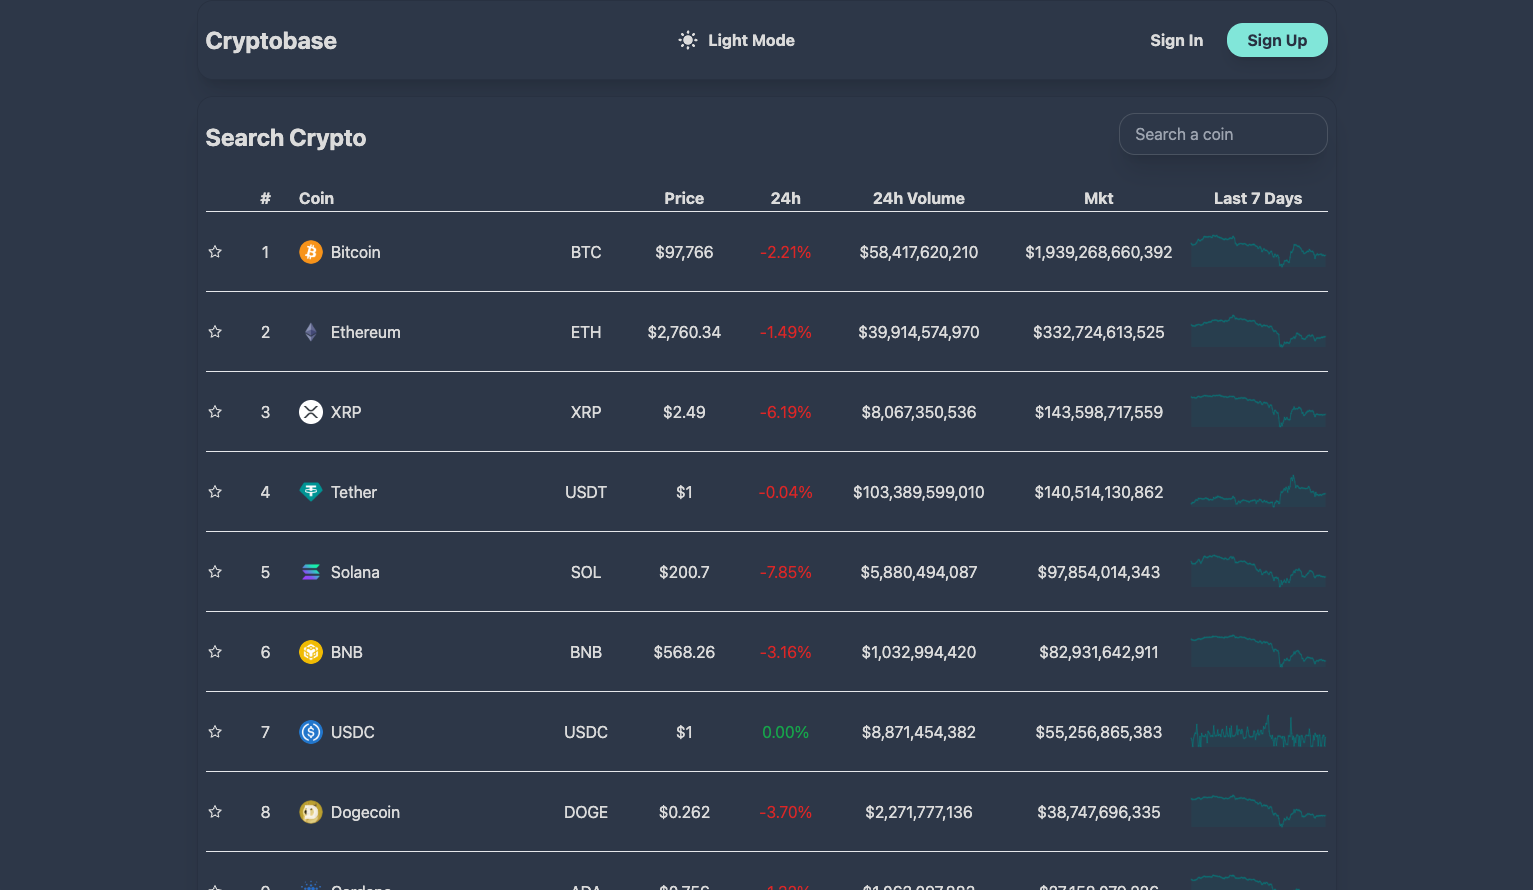 Cryptobase Light Mode Sign In Sign Up
Search Crypto Search a coin
# Coin Price 24h 24h Volume Mkt Last 7 Days
1 Bitcoin BTC $97,766 -2.21% $58,417,620,210 $1,939,268,660,392
2 Ethereum ETH $2,760.34 -1.49% $39,914,574,970 $332,724,613,525
3 XRP XRP $2.49 -6.19% $8,067,350,536 $143,598,717,559
4 Tether USDT $1 -0.04% $103,389,599,010 $140,514,130,862
5 Solana SOL $200.7 -7.85% $5,880,494,087 $97,854,014,343
6 BNB BNB $568.26 -3.16% $1,032,994,420 $82,931,642,911
7 USDC USDC $1 0.00% $8,871,454,382 $55,256,865,383
8 Dogecoin DOGE $0.262 -3.70% $2,271,777,136 $38,747,696,335
Cardano ADA